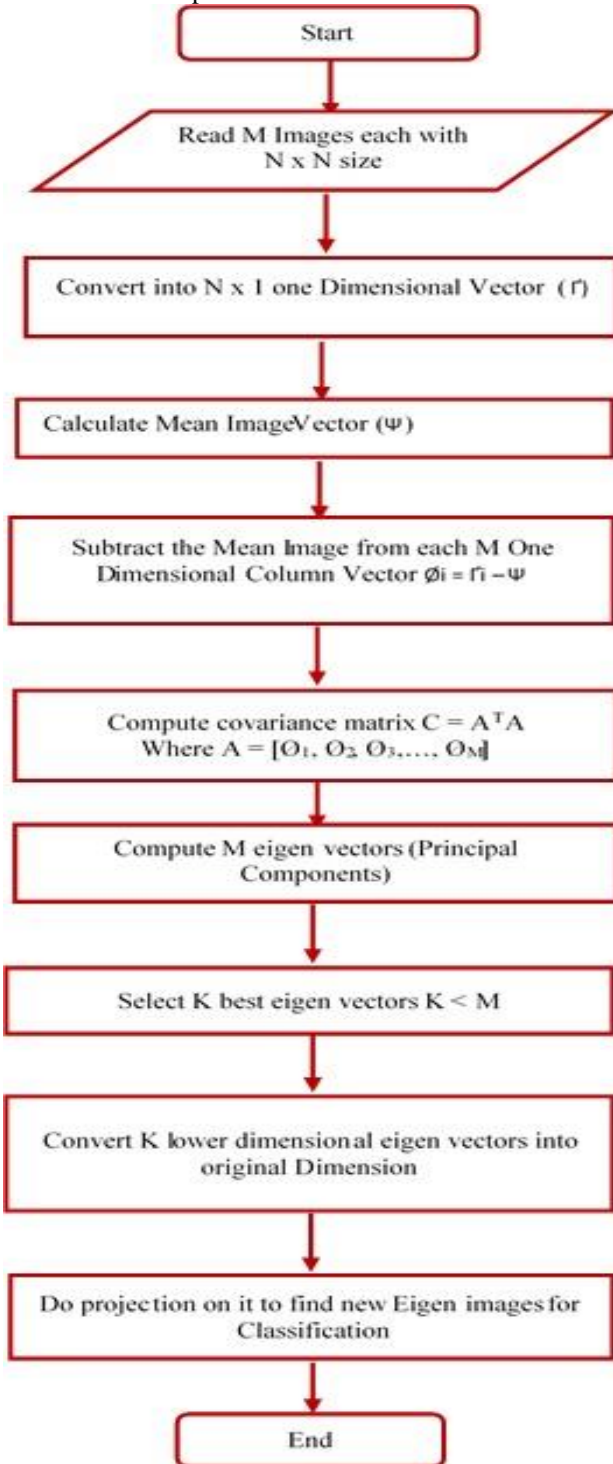 Start
Read M Images each with
N x N size
Convert into N x 1 one Dimensional Vector (Γ)
Calculate Mean ImageVector (Ψ)
Subtract the Mean Image from each M One
Dimensional Column Vector Øi = Γi – Ψ
Compute covariance matrix C = AᵀA
Where A = [Ø₁, Ø₂, Ø₃,…, Øₘ]
Compute M eigen vectors (Principal
Components)
Select K best eigen vectors K < M
Convert K lower dimensional eigen vectors into
original Dimension
Do projection on it to find new Eigen images for
Classification
End